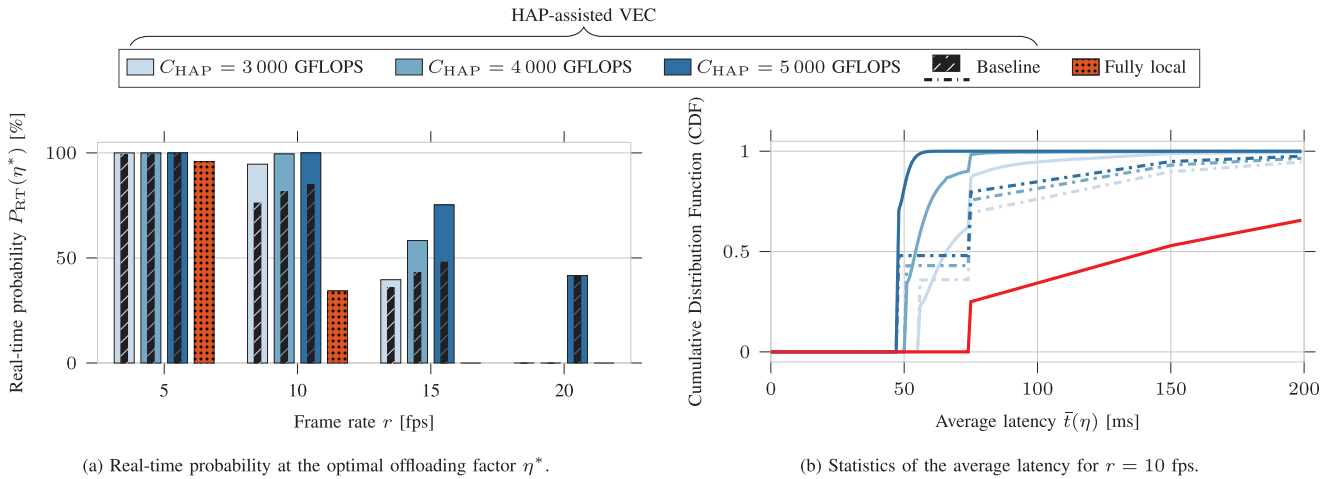 HAP-assisted VEC
C_HAP = 3 000 GFLOPS C_HAP = 4 000 GFLOPS C_HAP = 5 000 GFLOPS Baseline Fully local
Real-time probability P_RT(η*) [%]
100
50
0
5 10 15 20
Frame rate r [fps]
(a) Real-time probability at the optimal offloading factor η*.
Cumulative Distribution Function (CDF)
1
0.5
0
0 50 100 150 200
Average latency t̄(η) [ms]
(b) Statistics of the average latency for r = 10 fps.